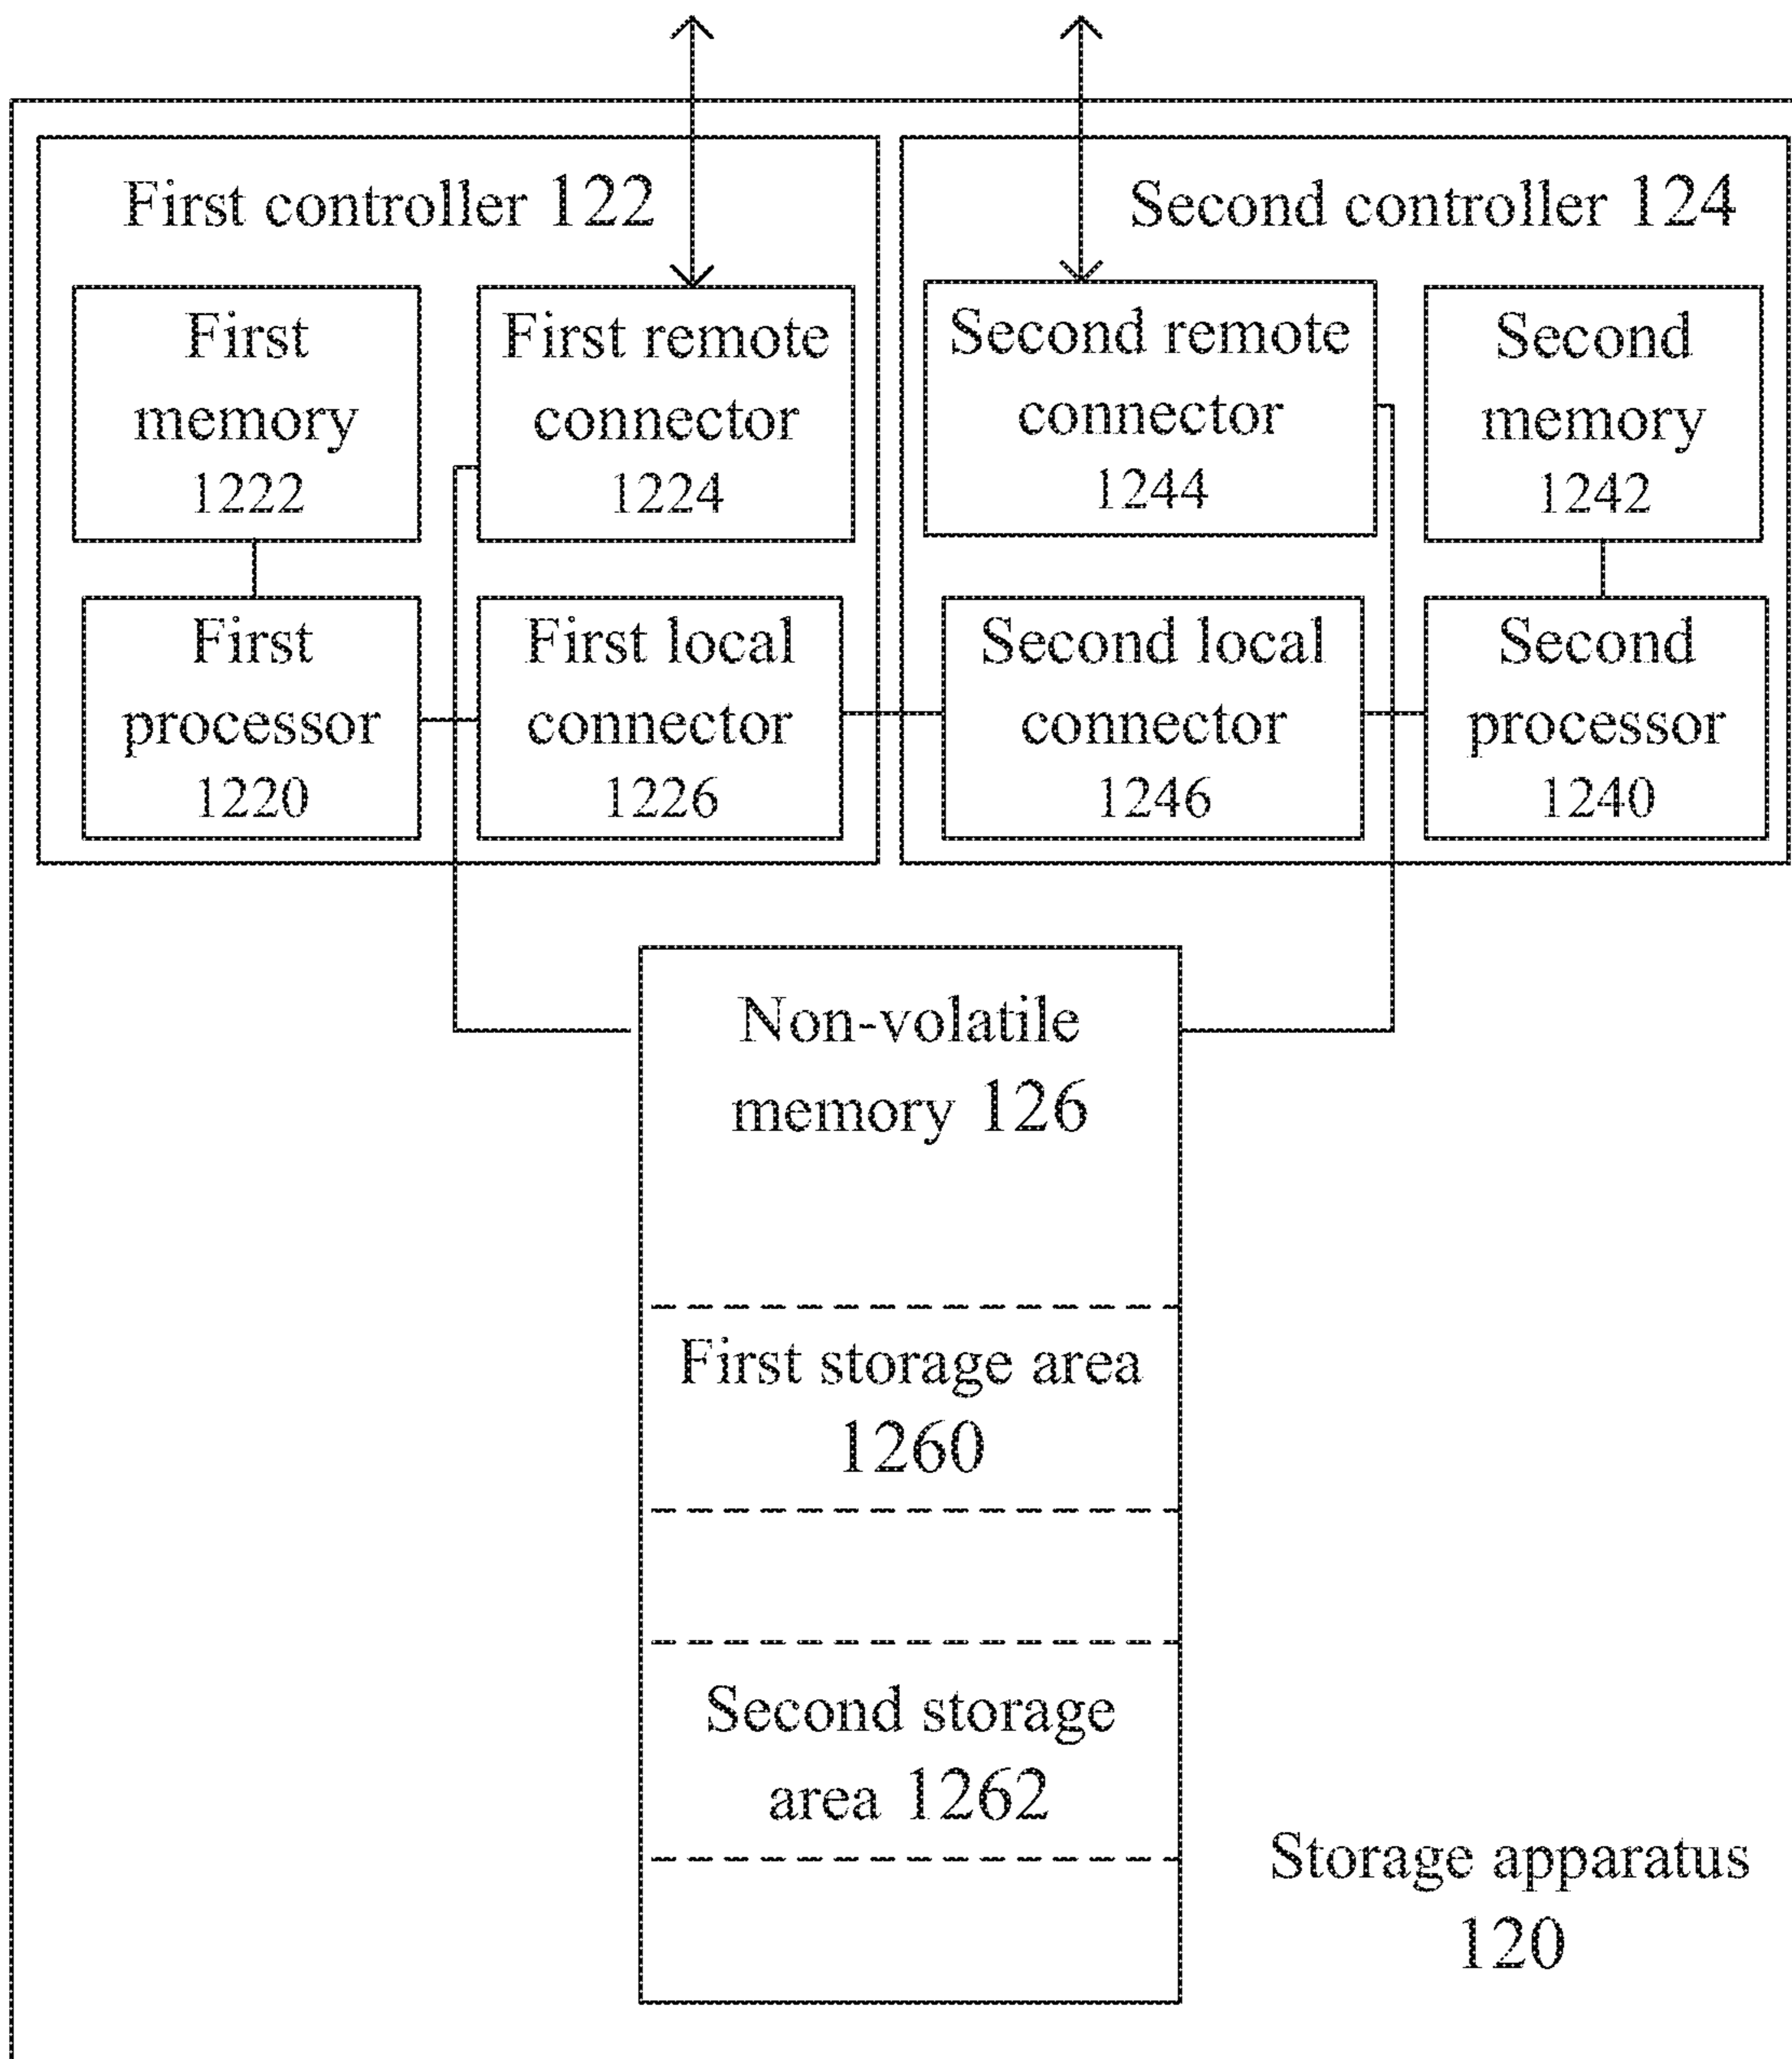 First controller 122
First
memory
1222
First remote
connector
1224
First
processor
1220
First local
connector
1226
Second controller 124
Second remote
connector
1244
Second
memory
1242
Second local
connector
1246
Second
processor
1240
Non-volatile
memory 126
First storage area
1260
Second storage
area 1262
Storage apparatus
120